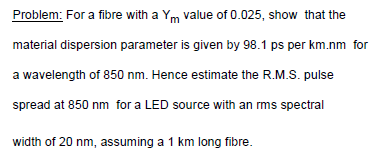 Problem: For a fibre with a Ym value of 0.025, show that the
material dispersion parameter is given by 98.1 ps per km.nm for
a wavelength of 850 nm. Hence estimate the R.M.S. pulse
spread at 850 nm for a LED source with an rms spectral
width of 20 nm, assuming a 1 km long fibre.